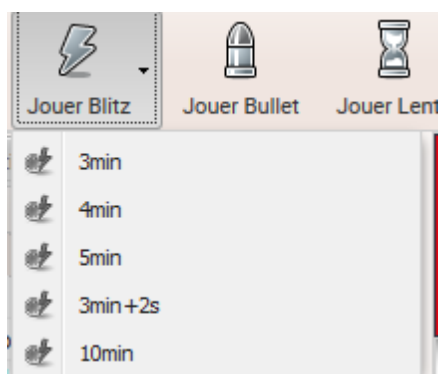 Jouer Blitz Jouer Bullet Jouer Lent
3min
4min
5min
3min+2s
10min